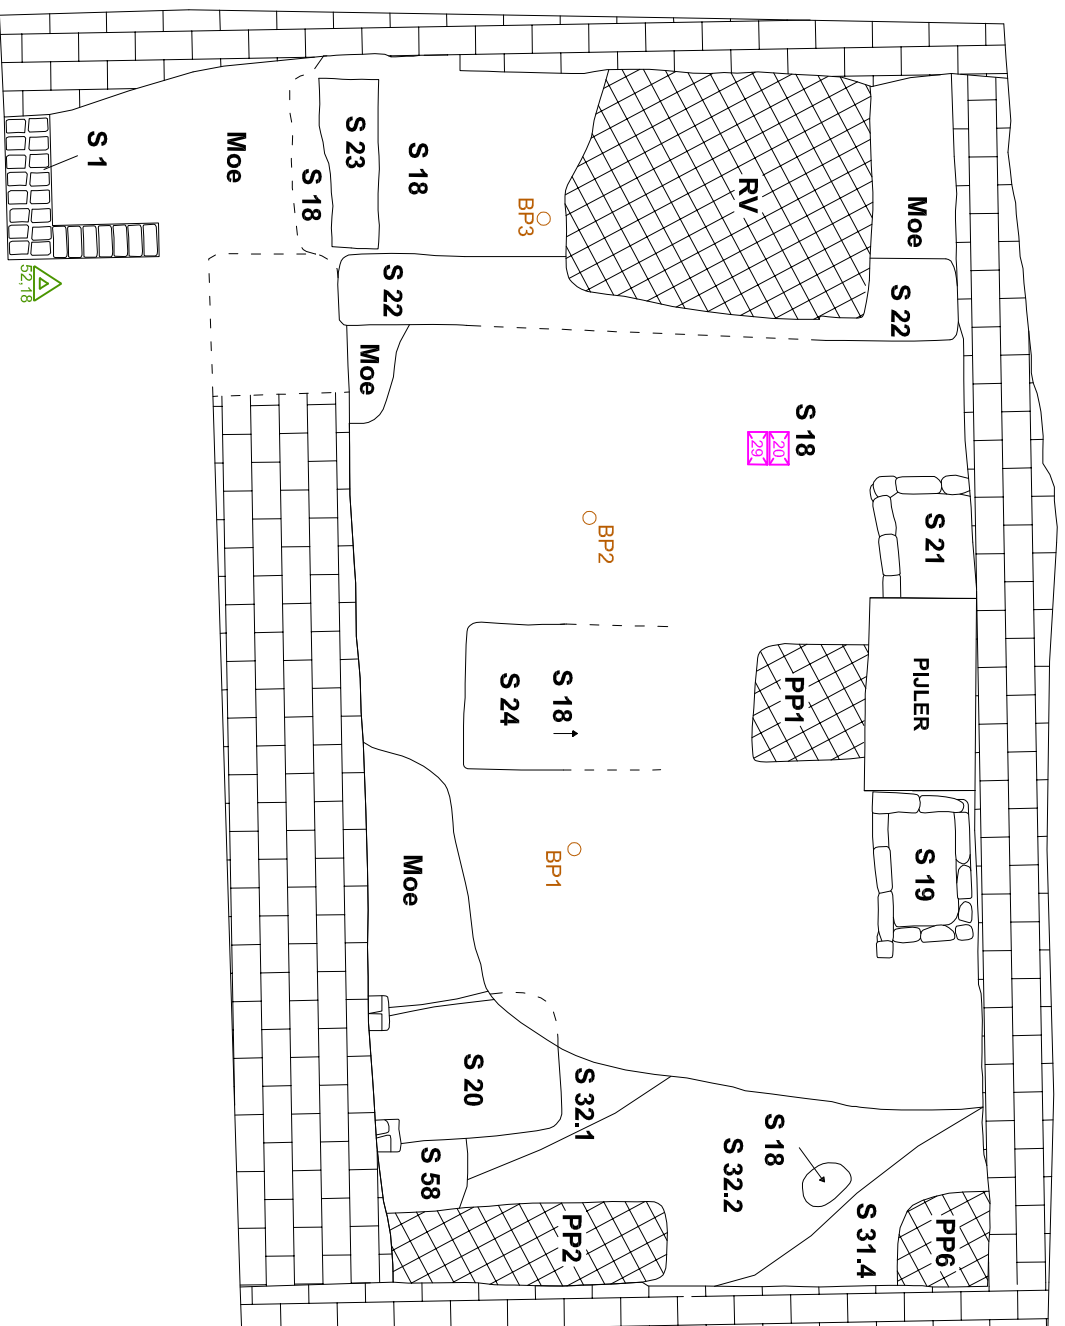 S 1
Moe
S 18
S 23
S 18
BP3
RV
Moe
52,18
S 22
S 22
Moe
S 18
29
20
BP2
S 21
S 24
S 18
PP1
PIJLER
Moe
BP1
S 19
S 20
S 32.1
S 58
S 18
S 32.2
S 31.4
PP2
PP6